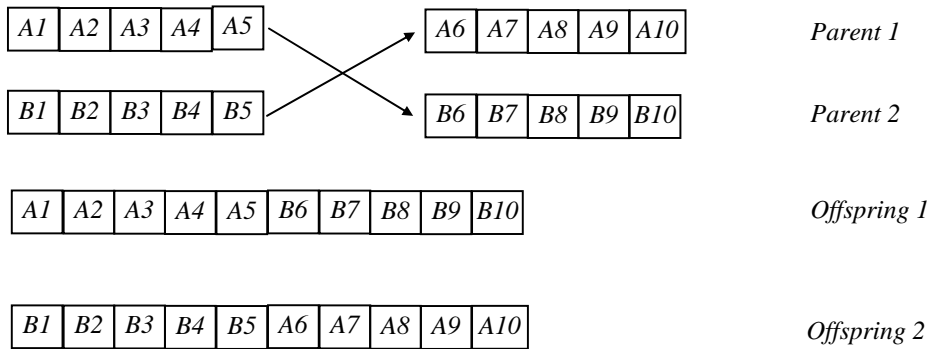 A1 A2 A3 A4 A5 A6 A7 A8 A9 A10 Parent 1
B1 B2 B3 B4 B5 B6 B7 B8 B9 B10 Parent 2
A1 A2 A3 A4 A5 B6 B7 B8 B9 B10 Offspring 1
B1 B2 B3 B4 B5 A6 A7 A8 A9 A10 Offspring 2